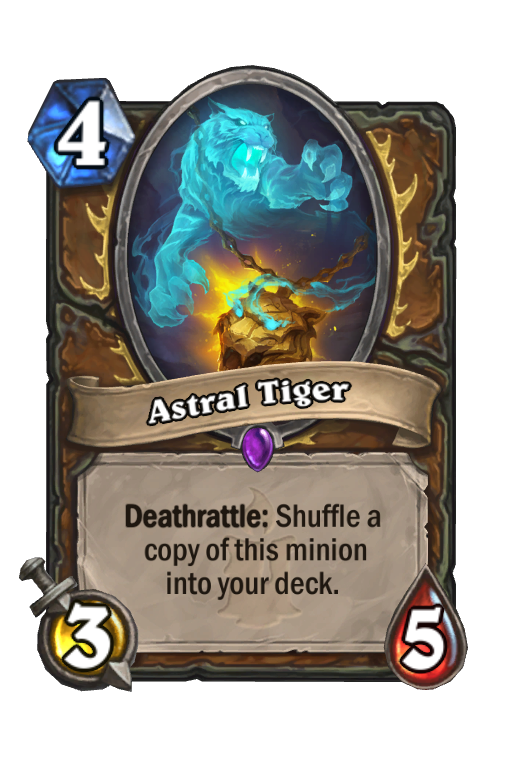 4
Astral Tiger
Deathrattle: Shuffle a
copy of this minion
into your deck.
3
5